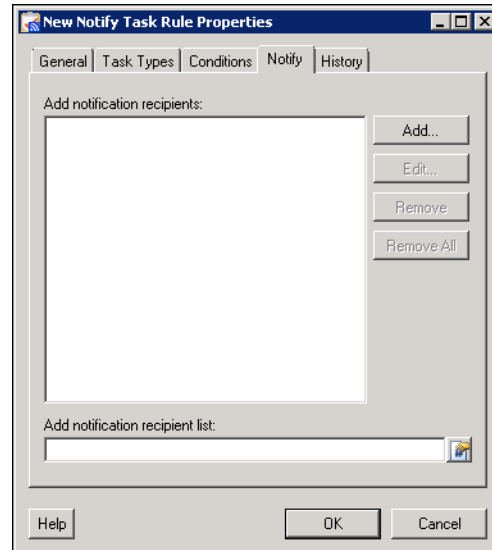 New Notify Task Rule Properties
General Task Types Conditions Notify History
Add notification recipients:
Add...
Edit...
Remove
Remove All
Add notification recipient list:
Help OK Cancel